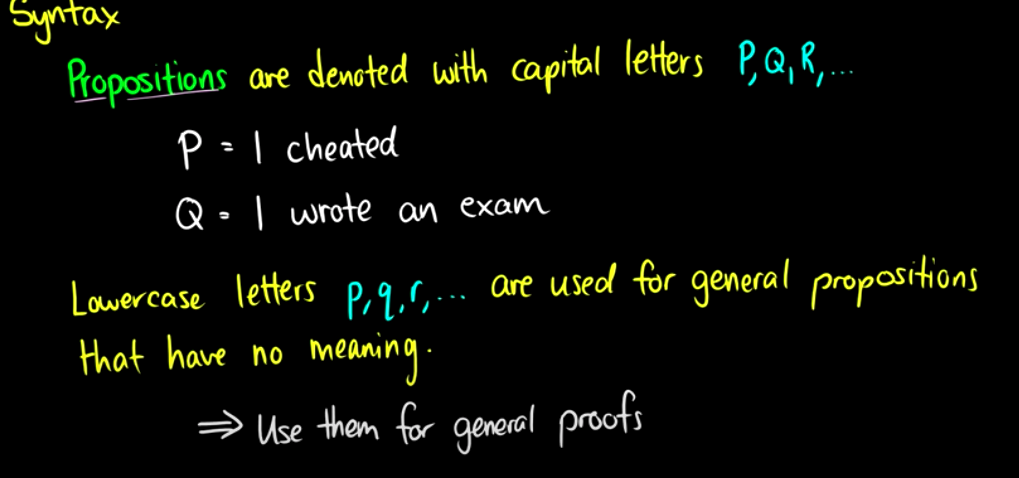 Syntax
Propositions are denoted with capital letters P, Q, R, ...
P = I cheated
Q = I wrote an exam
Lowercase letters p, q, r, ... are used for general propositions
that have no meaning.
⇒ Use them for general proofs